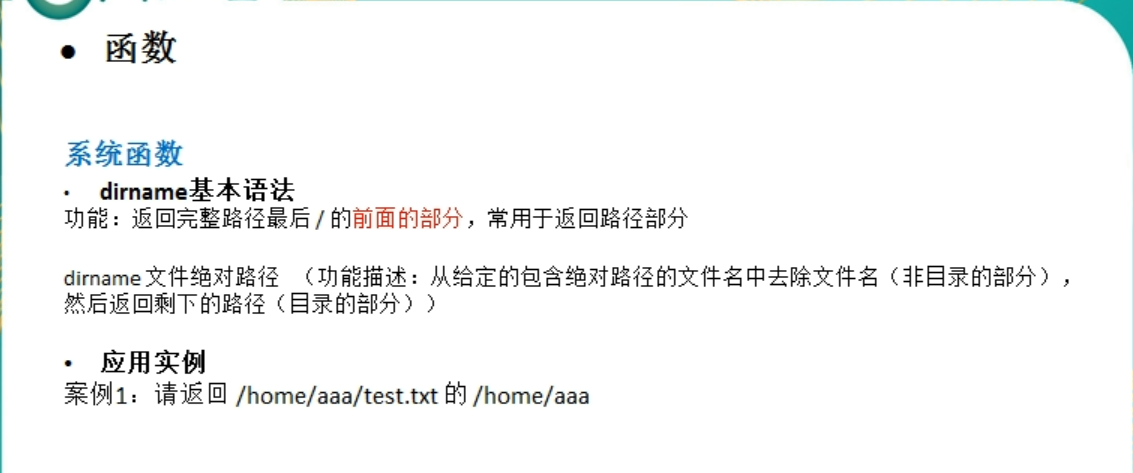 • 函数
系统函数
• dirname基本语法
功能：返回完整路径最后 / 的前面的部分，常用于返回路径部分
dirname 文件绝对路径 （功能描述：从给定的包含绝对路径的文件名中去除文件名（非目录的部分），
然后返回剩下的路径（目录的部分））
• 应用实例
案例1：请返回 /home/aaa/test.txt 的 /home/aaa